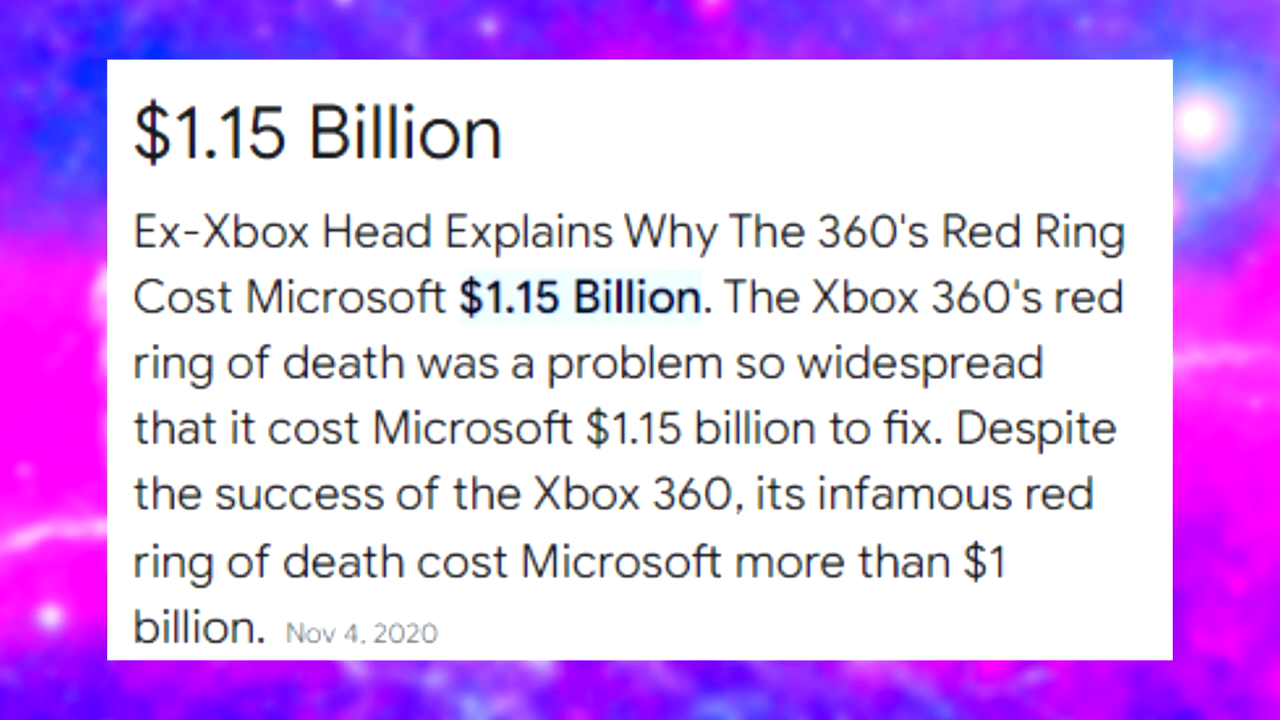 $1.15 Billion
Ex-Xbox Head Explains Why The 360's Red Ring
Cost Microsoft $1.15 Billion. The Xbox 360's red
ring of death was a problem so widespread
that it cost Microsoft $1.15 billion to fix. Despite
the success of the Xbox 360, its infamous red
ring of death cost Microsoft more than $1
billion. Nov 4, 2020